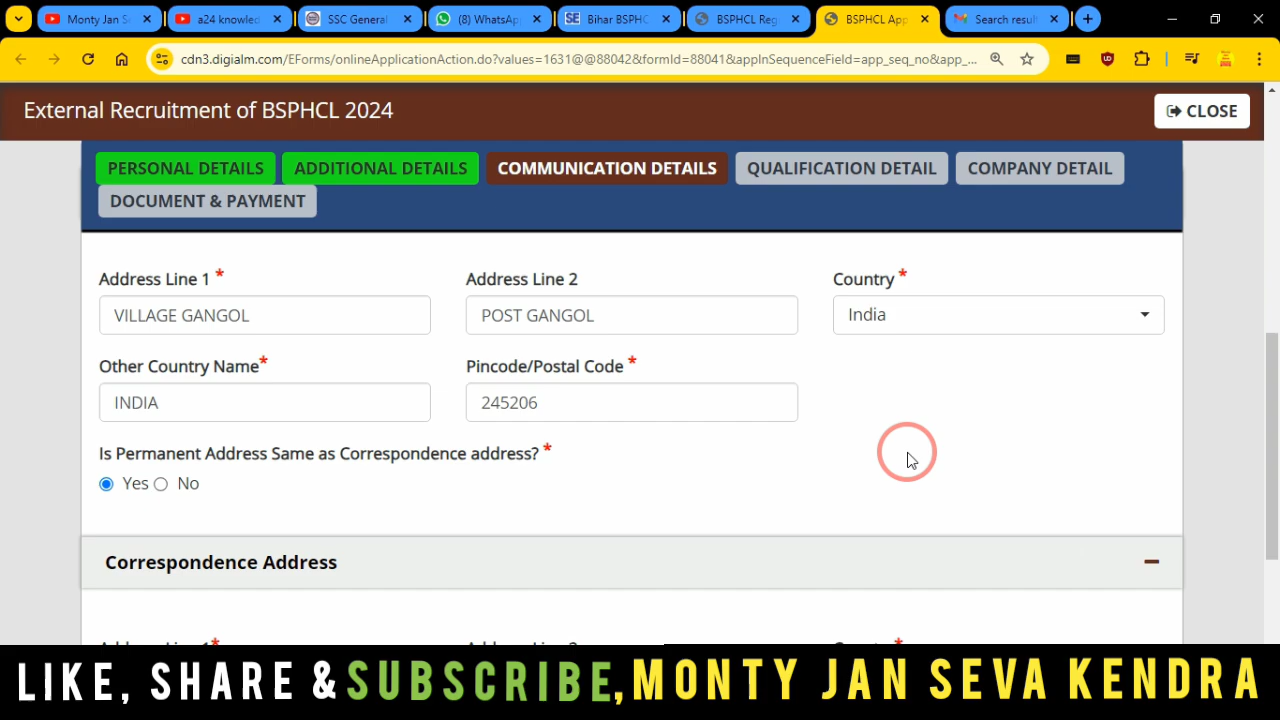 Monty Jan S
a24 knowled
SSC General
(8) WhatsAp
Bihar BSPHC
BSPHCL Reg
BSPHCL App
Search resul
cdn3.digialm.com/EForms/onlineApplicationAction.do?values=1631@@88042&formId=88041&appInSequenceField=app_seq_no&app_...
External Recruitment of BSPHCL 2024
CLOSE
PERSONAL DETAILS ADDITIONAL DETAILS COMMUNICATION DETAILS QUALIFICATION DETAIL COMPANY DETAIL
DOCUMENT & PAYMENT
Address Line 1 * Address Line 2 Country *
VILLAGE GANGOL POST GANGOL India
Other Country Name* Pincode/Postal Code *
INDIA 245206
Is Permanent Address Same as Correspondence address? *
Yes No
Correspondence Address
LIKE, SHARE & SUBSCRIBE, MONTY JAN SEVA KENDRA